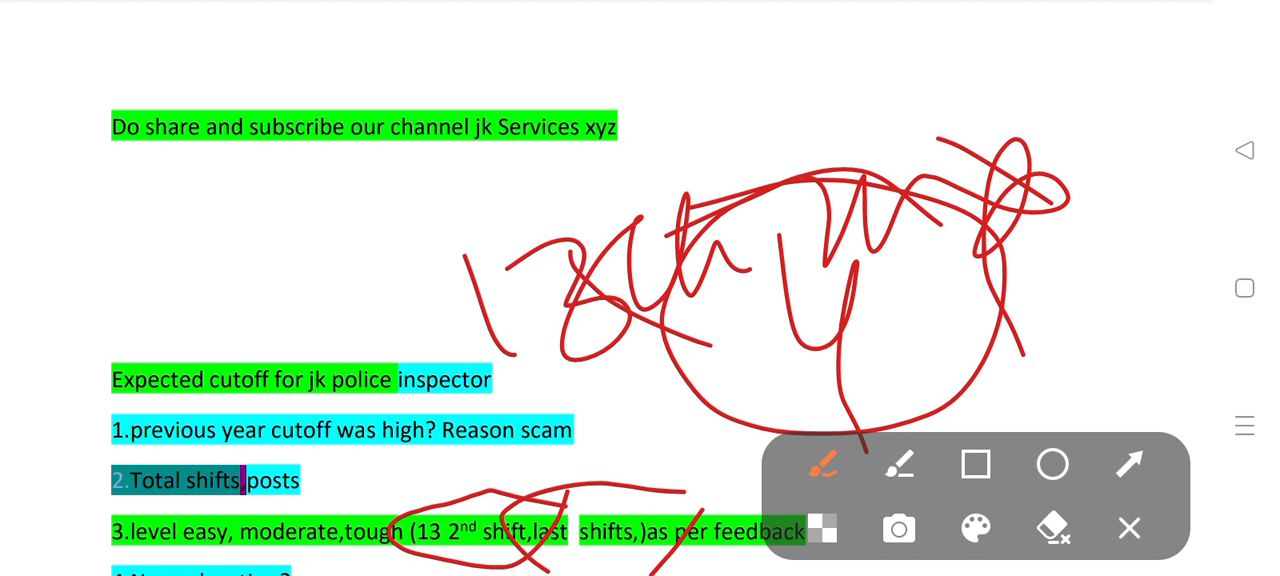 Do share and subscribe our channel jk Services xyz
Expected cutoff for jk police inspector
1.previous year cutoff was high? Reason scam
2.Total shifts,posts
3.level easy, moderate,tough (13 2nd shift,last shifts,)as per feedback